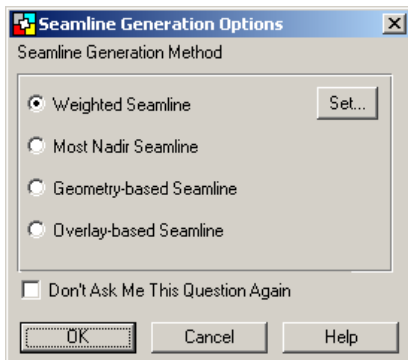 Seamline Generation Options
Seamline Generation Method
Weighted Seamline
Set...
Most Nadir Seamline
Geometry-based Seamline
Overlay-based Seamline
Don't Ask Me This Question Again
OK Cancel Help